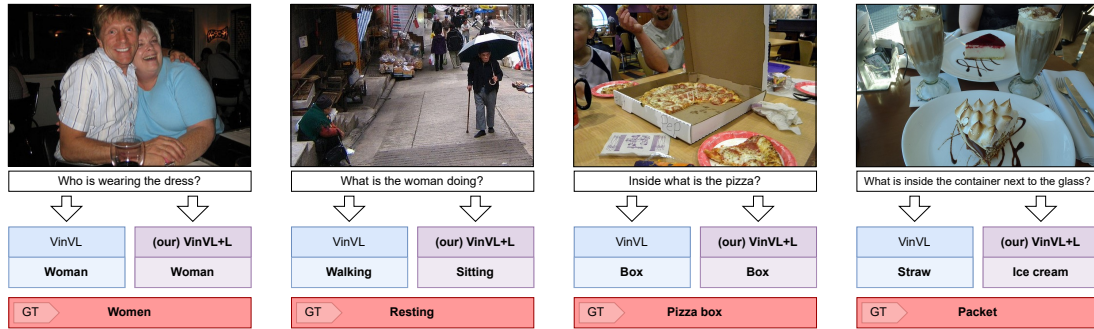 Who is wearing the dress?
VinVL
(our) VinVL+L
Woman
Woman
GT
Women
What is the woman doing?
VinVL
(our) VinVL+L
Walking
Sitting
GT
Resting
Inside what is the pizza?
VinVL
(our) VinVL+L
Box
Box
GT
Pizza box
What is inside the container next to the glass?
VinVL
(our) VinVL+L
Straw
Ice cream
GT
Packet